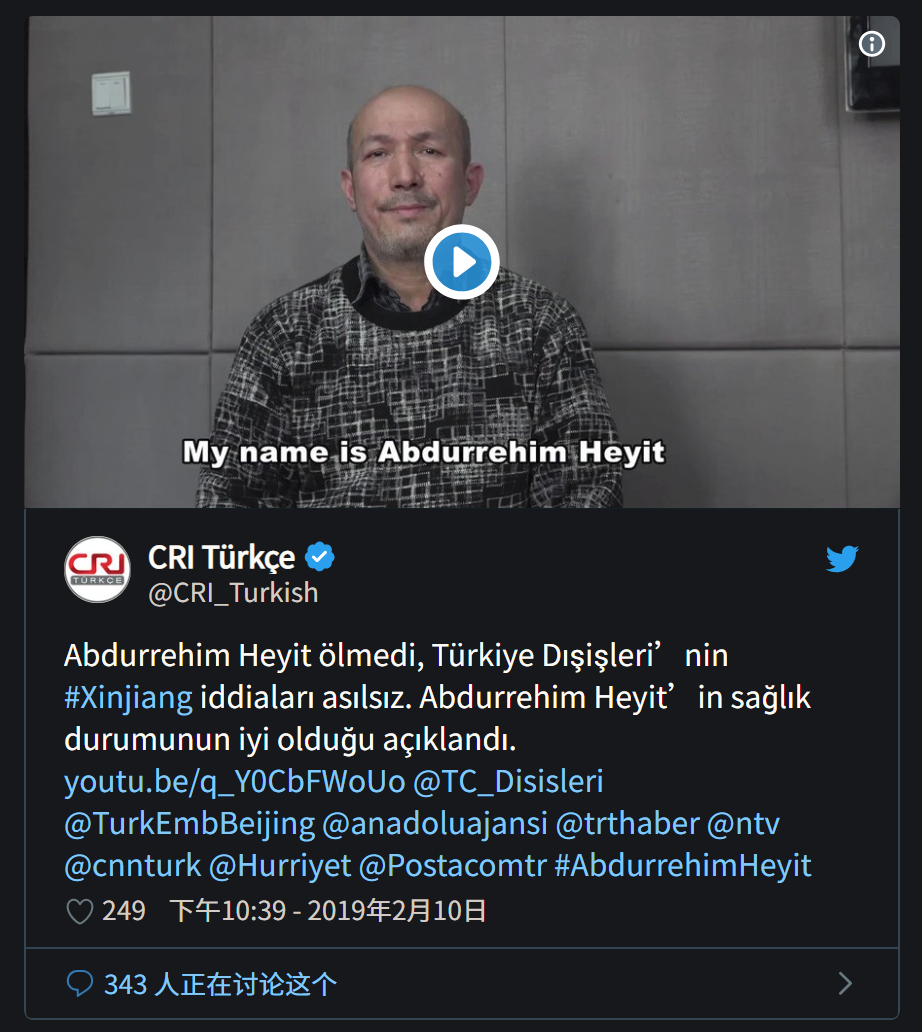 My name is Abdurrehim Heyit
CRI
TÜRKÇE
CRI Türkçe
@CRI_Turkish
Abdurrehim Heyit ölmedi, Türkiye Dışişleri’nin
#Xinjiang iddiaları asılsız. Abdurrehim Heyit’in sağlık
durumunun iyi olduğu açıklandı.
youtu.be/q_Y0CbFWoUo @TC_Disisleri
@TurkEmbBeijing @anadoluajansi @trthaber @ntv
@cnnturk @Hurriyet @Postacomtr #AbdurrehimHeyit
249 下午10:39 - 2019年2月10日
343 人正在讨论这个